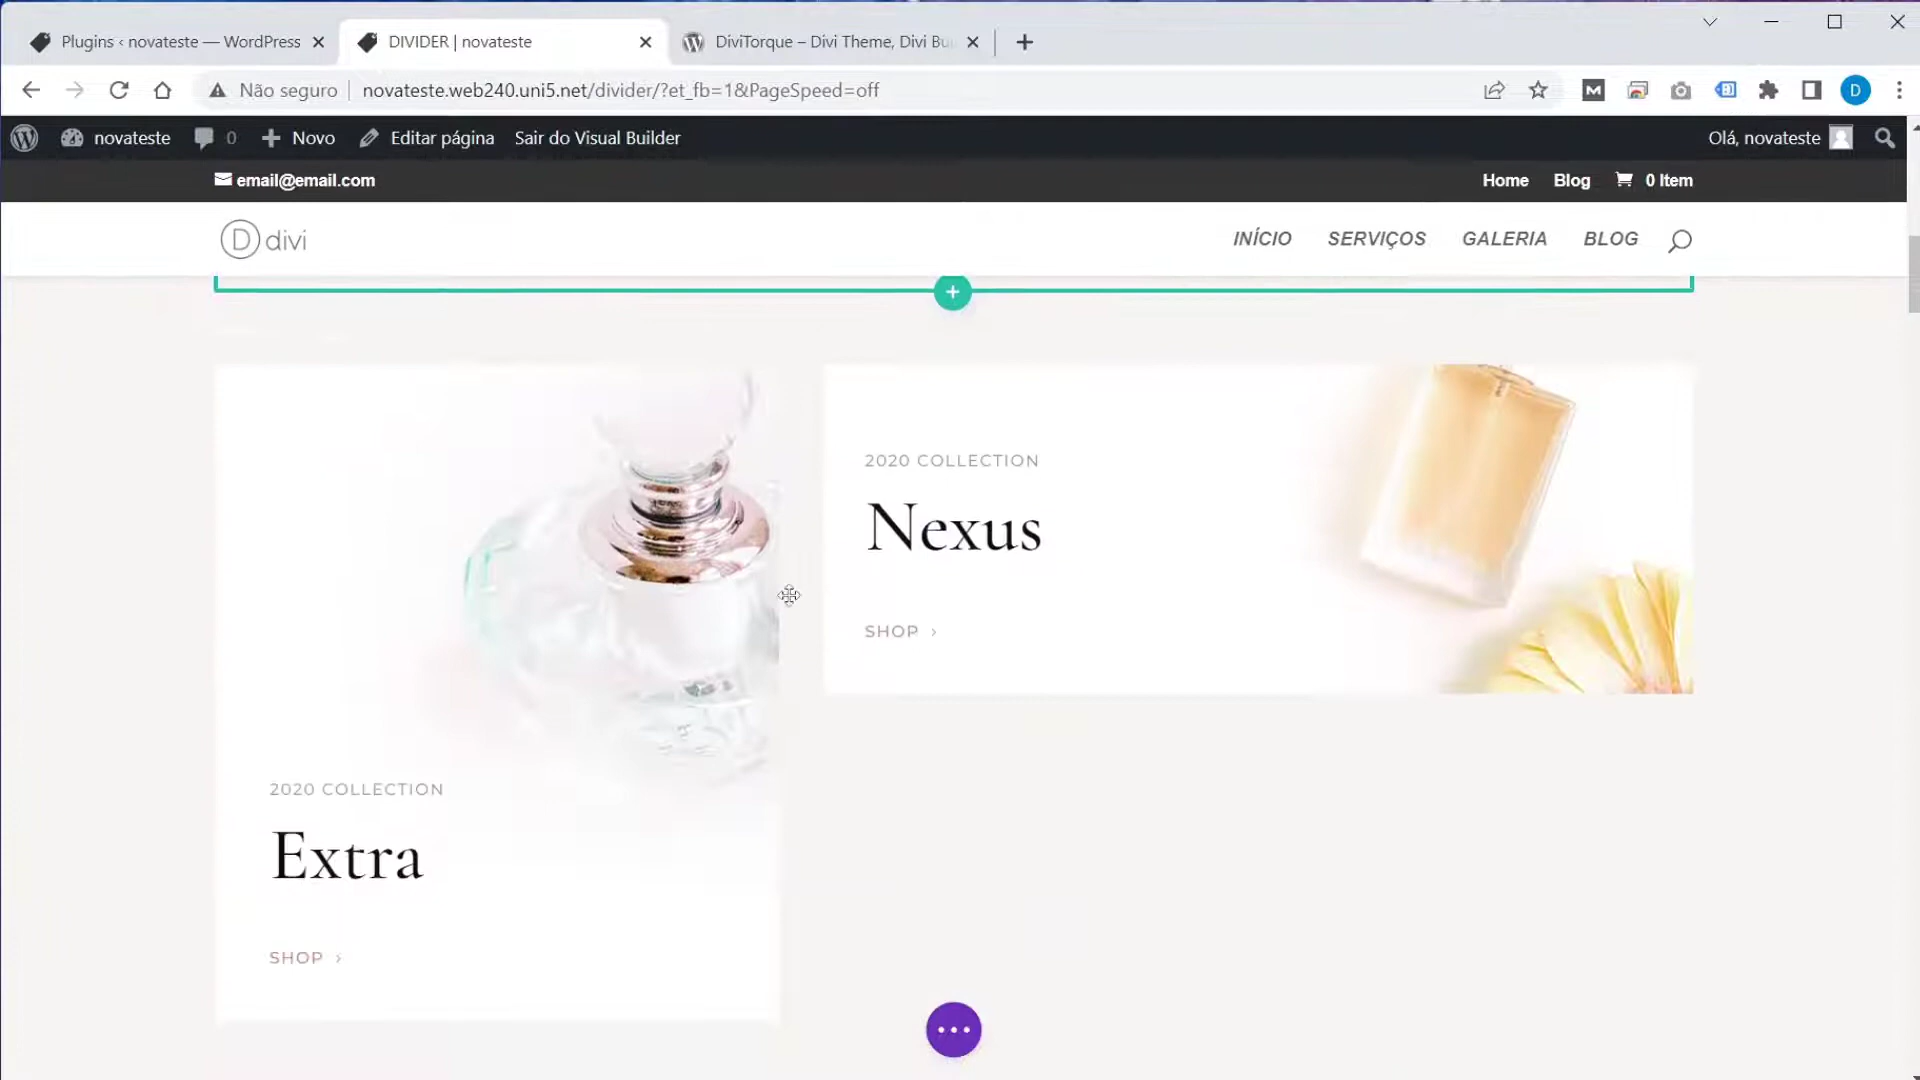 Plugins ‹ novateste — WordPress
DIVIDER | novateste
DiviTorque – Divi Theme, Divi Bu
Não seguro
novateste.web240.uni5.net/divider/?et_fb=1&PageSpeed=off
M
D
novateste
0
Novo
Editar página
Sair do Visual Builder
Olá, novateste
email@email.com
Home
Blog
0 Item
D divi
INÍCIO
SERVIÇOS
GALERIA
BLOG
2020 COLLECTION
Nexus
SHOP ›
2020 COLLECTION
Extra
SHOP ›